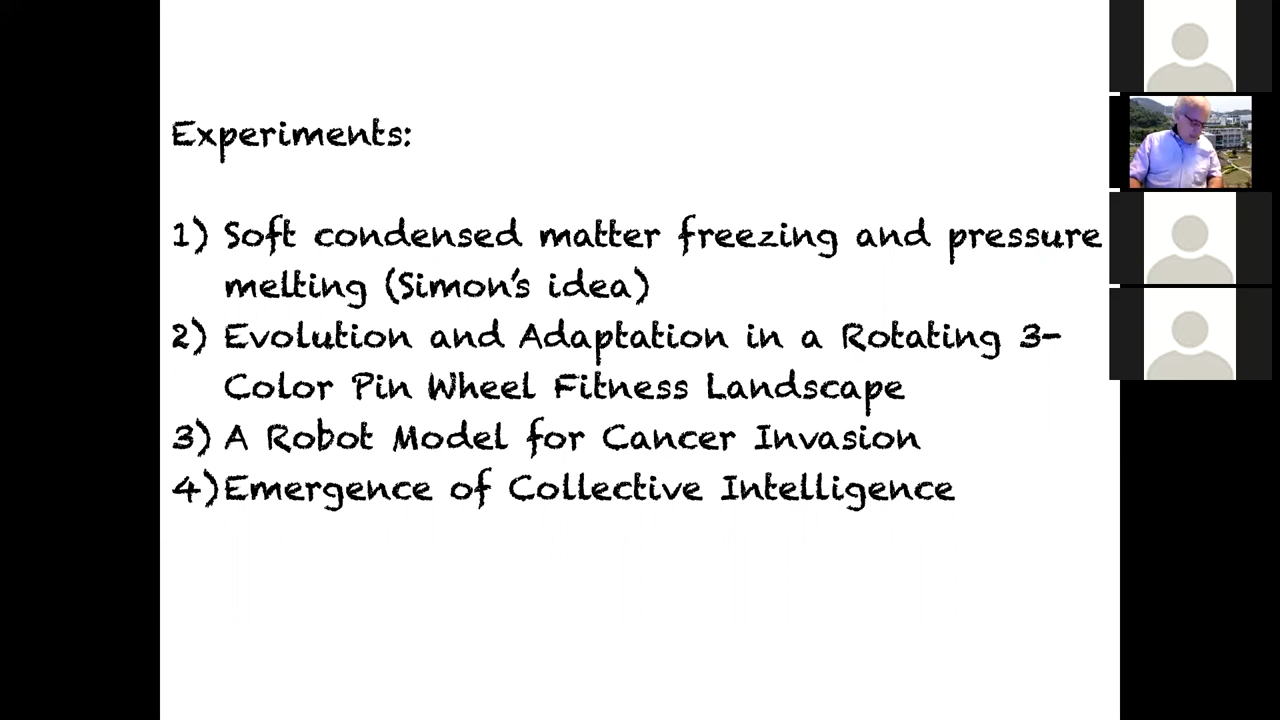 Experiments:
1) Soft condensed matter freezing and pressure
melting (Simon's idea)
2) Evolution and Adaptation in a Rotating 3-
Color Pin Wheel Fitness Landscape
3) A Robot Model for Cancer Invasion
4)Emergence of Collective Intelligence